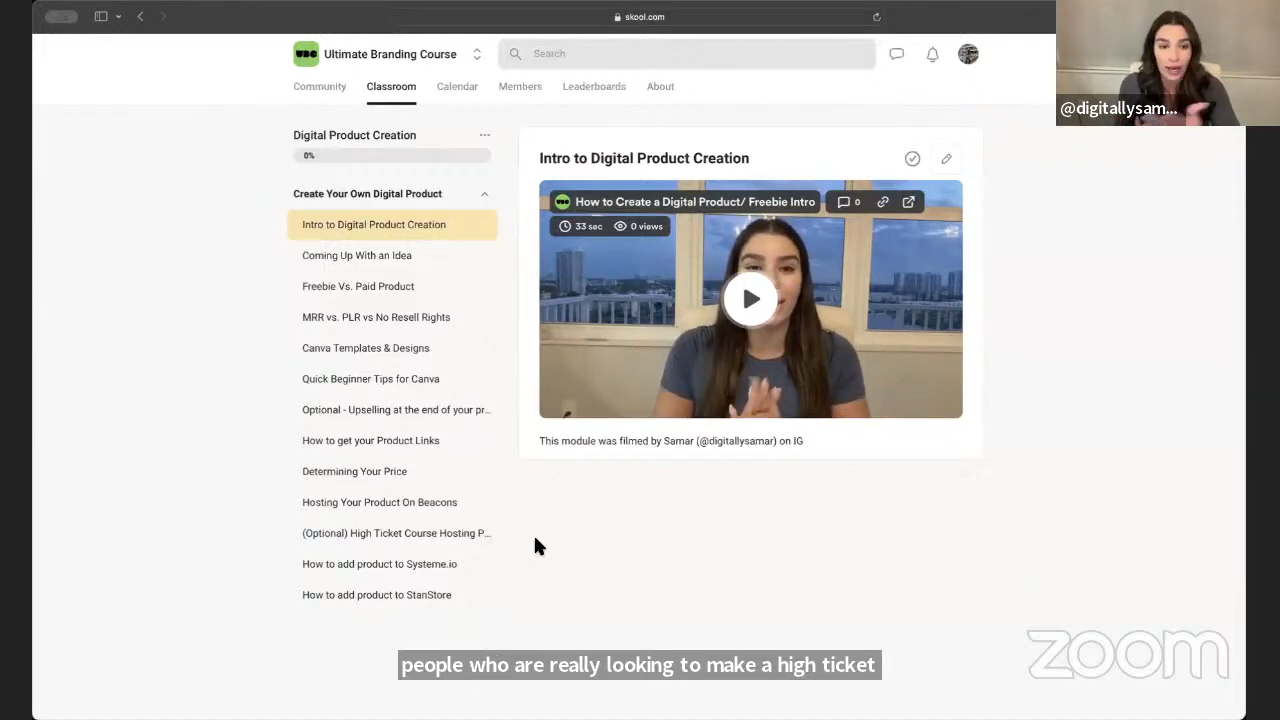 skool.com
UBC
Ultimate Branding Course
Search
Community
Classroom
Calendar
Members
Leaderboards
About
@digitallysam...
Digital Product Creation
0%
Create Your Own Digital Product
Intro to Digital Product Creation
Coming Up With an Idea
Freebie Vs. Paid Product
MRR vs. PLR vs No Resell Rights
Canva Templates & Designs
Quick Beginner Tips for Canva
Optional - Upselling at the end of your pr...
How to get your Product Links
Determining Your Price
Hosting Your Product On Beacons
(Optional) High Ticket Course Hosting P...
How to add product to Systeme.io
How to add product to StanStore
Intro to Digital Product Creation
How to Create a Digital Product/ Freebie Intro
0
33 sec
0 views
This module was filmed by Samar (@digitallysamar) on IG
people who are really looking to make a high ticket
zoom